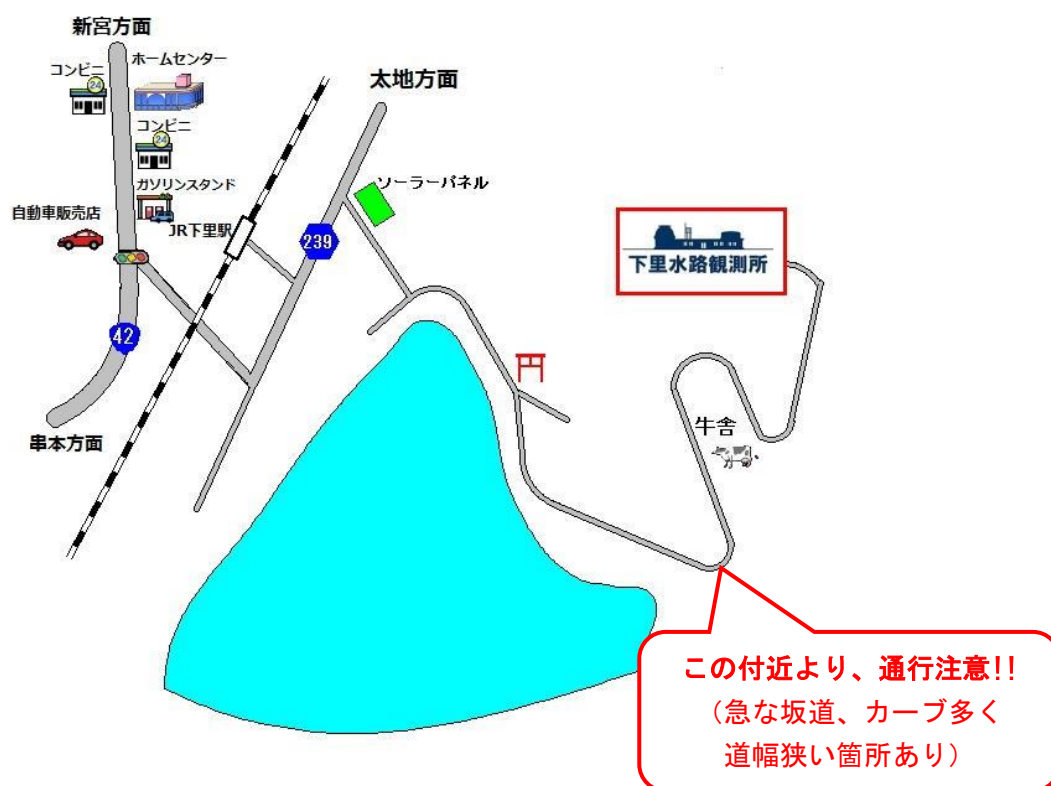 新宮方面
コンビニ
ホームセンター
太地方面
コンビニ
ガソリンスタンド
ソーラーパネル
自動車販売店
JR下里駅
239
下里水路観測所
42
串本方面
牛舎
この付近より、通行注意!!
（急な坂道、カーブ多く
道幅狭い箇所あり）
24
24